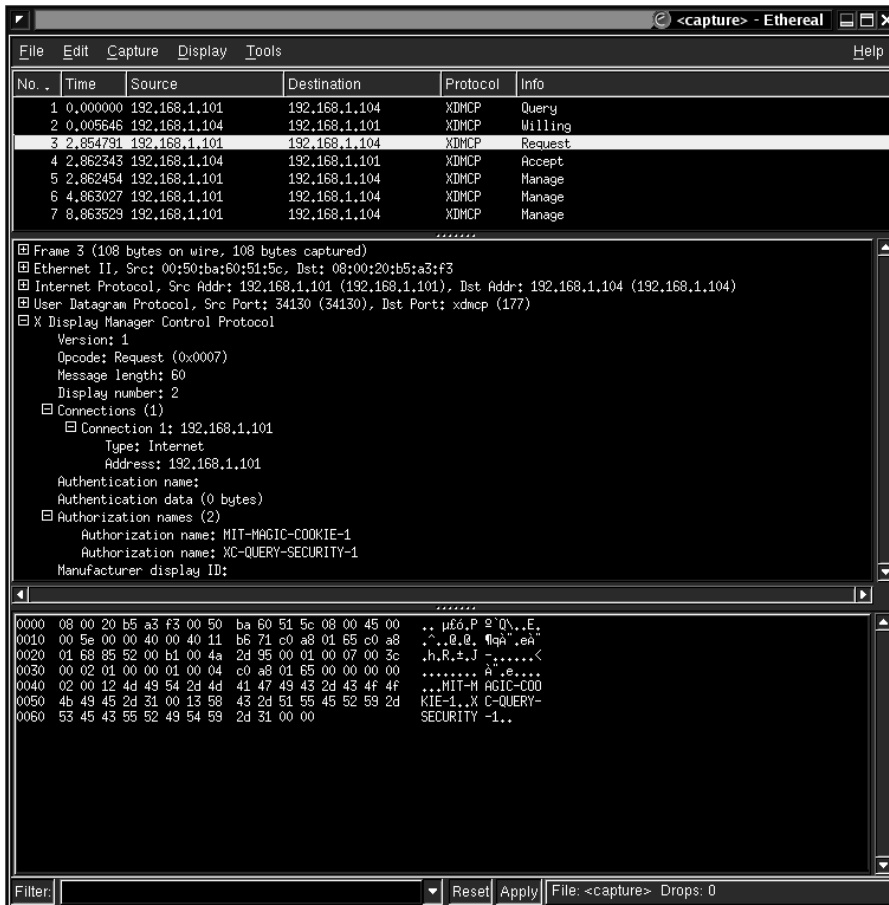 <capture> - Ethereal
File Edit Capture Display Tools Help
No. . Time Source Destination Protocol Info
1 0.000000 192.168.1.101 192.168.1.104 XDMCP Query
2 0.005646 192.168.1.104 192.168.1.101 XDMCP Willing
3 2.854791 192.168.1.101 192.168.1.104 XDMCP Request
4 2.862343 192.168.1.104 192.168.1.101 XDMCP Accept
5 2.862454 192.168.1.101 192.168.1.104 XDMCP Manage
6 4.863027 192.168.1.101 192.168.1.104 XDMCP Manage
7 8.863529 192.168.1.101 192.168.1.104 XDMCP Manage
Frame 3 (108 bytes on wire, 108 bytes captured)
Ethernet II, Src: 00:50:ba:60:51:5c, Dst: 08:00:20:b5:a3:f3
Internet Protocol, Src Addr: 192.168.1.101 (192.168.1.101), Dst Addr: 192.168.1.104 (192.168.1.104)
User Datagram Protocol, Src Port: 34130 (34130), Dst Port: xdmcp (177)
X Display Manager Control Protocol
Version: 1
Opcode: Request (0x0007)
Message length: 60
Display number: 2
Connections (1)
Connection 1: 192.168.1.101
Type: Internet
Address: 192.168.1.101
Authentication name:
Authentication data (0 bytes)
Authorization names (2)
Authorization name: MIT-MAGIC-COOKIE-1
Authorization name: XC-QUERY-SECURITY-1
Manufacturer display ID:
0000 08 00 20 b5 a3 f3 00 50 ba 60 51 5c 08 00 45 00 .. µ£ó.P º`Q\..E.
0010 00 5e 00 00 40 00 40 11 b6 71 c0 a8 01 65 c0 a8 .^..@.@. ¶qÀ¨.eÀ¨
0020 01 68 85 52 00 b1 00 4a 2d 95 00 01 00 07 00 3c .h.R.±.J -......<
0030 00 02 01 00 00 01 00 04 c0 a8 01 65 00 00 00 00 ........ À¨.e....
0040 02 00 12 4d 49 54 2d 4d 41 47 49 43 2d 43 4f 4f ...MIT-M AGIC-COO
0050 4b 49 45 2d 31 00 13 58 43 2d 51 55 45 52 59 2d KIE-1..X C-QUERY-
0060 53 45 43 55 52 49 54 59 2d 31 00 00 SECURITY -1..
Filter: Reset Apply File: <capture> Drops: 0